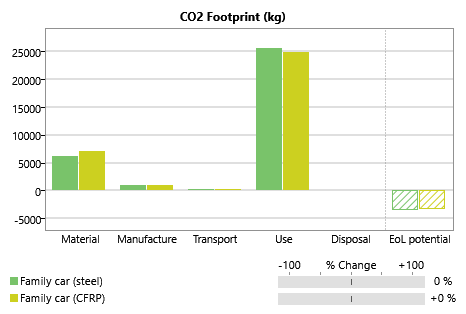 CO2 Footprint (kg)
25000
20000
15000
10000
5000
0
-5000
Material Manufacture Transport Use Disposal EoL potential
-100 % Change +100
Family car (steel) 0 %
Family car (CFRP) +0 %